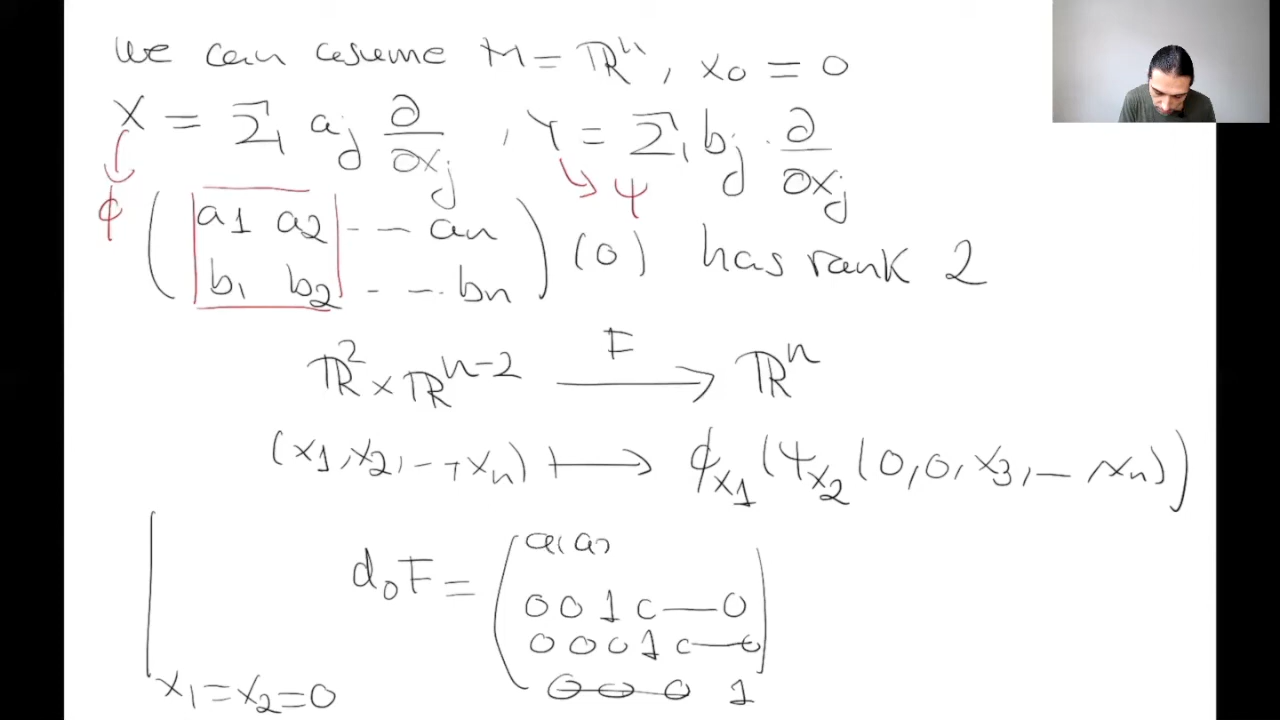 we can assume M = ℝⁿ, x₀ = 0
X = Σ aⱼ ∂/∂xⱼ , Y = Σ bⱼ · ∂/∂xⱼ
ϕ ψ
( a1 a2 -- an ) (0) has rank 2
b₁ b₂ - -- bn
ℝ² × ℝⁿ⁻² —F→ ℝⁿ
(x1, x2, --, xn) ⟼ ϕ_x1 (ψ_x2 (0,0,x3,--,xn))
d₀F = ( a₁ a₂
0 0 1 0 — 0
0 0 0 1 0 — 0
0 — 0 — 0 1 )
x₁ = x₂ = 0